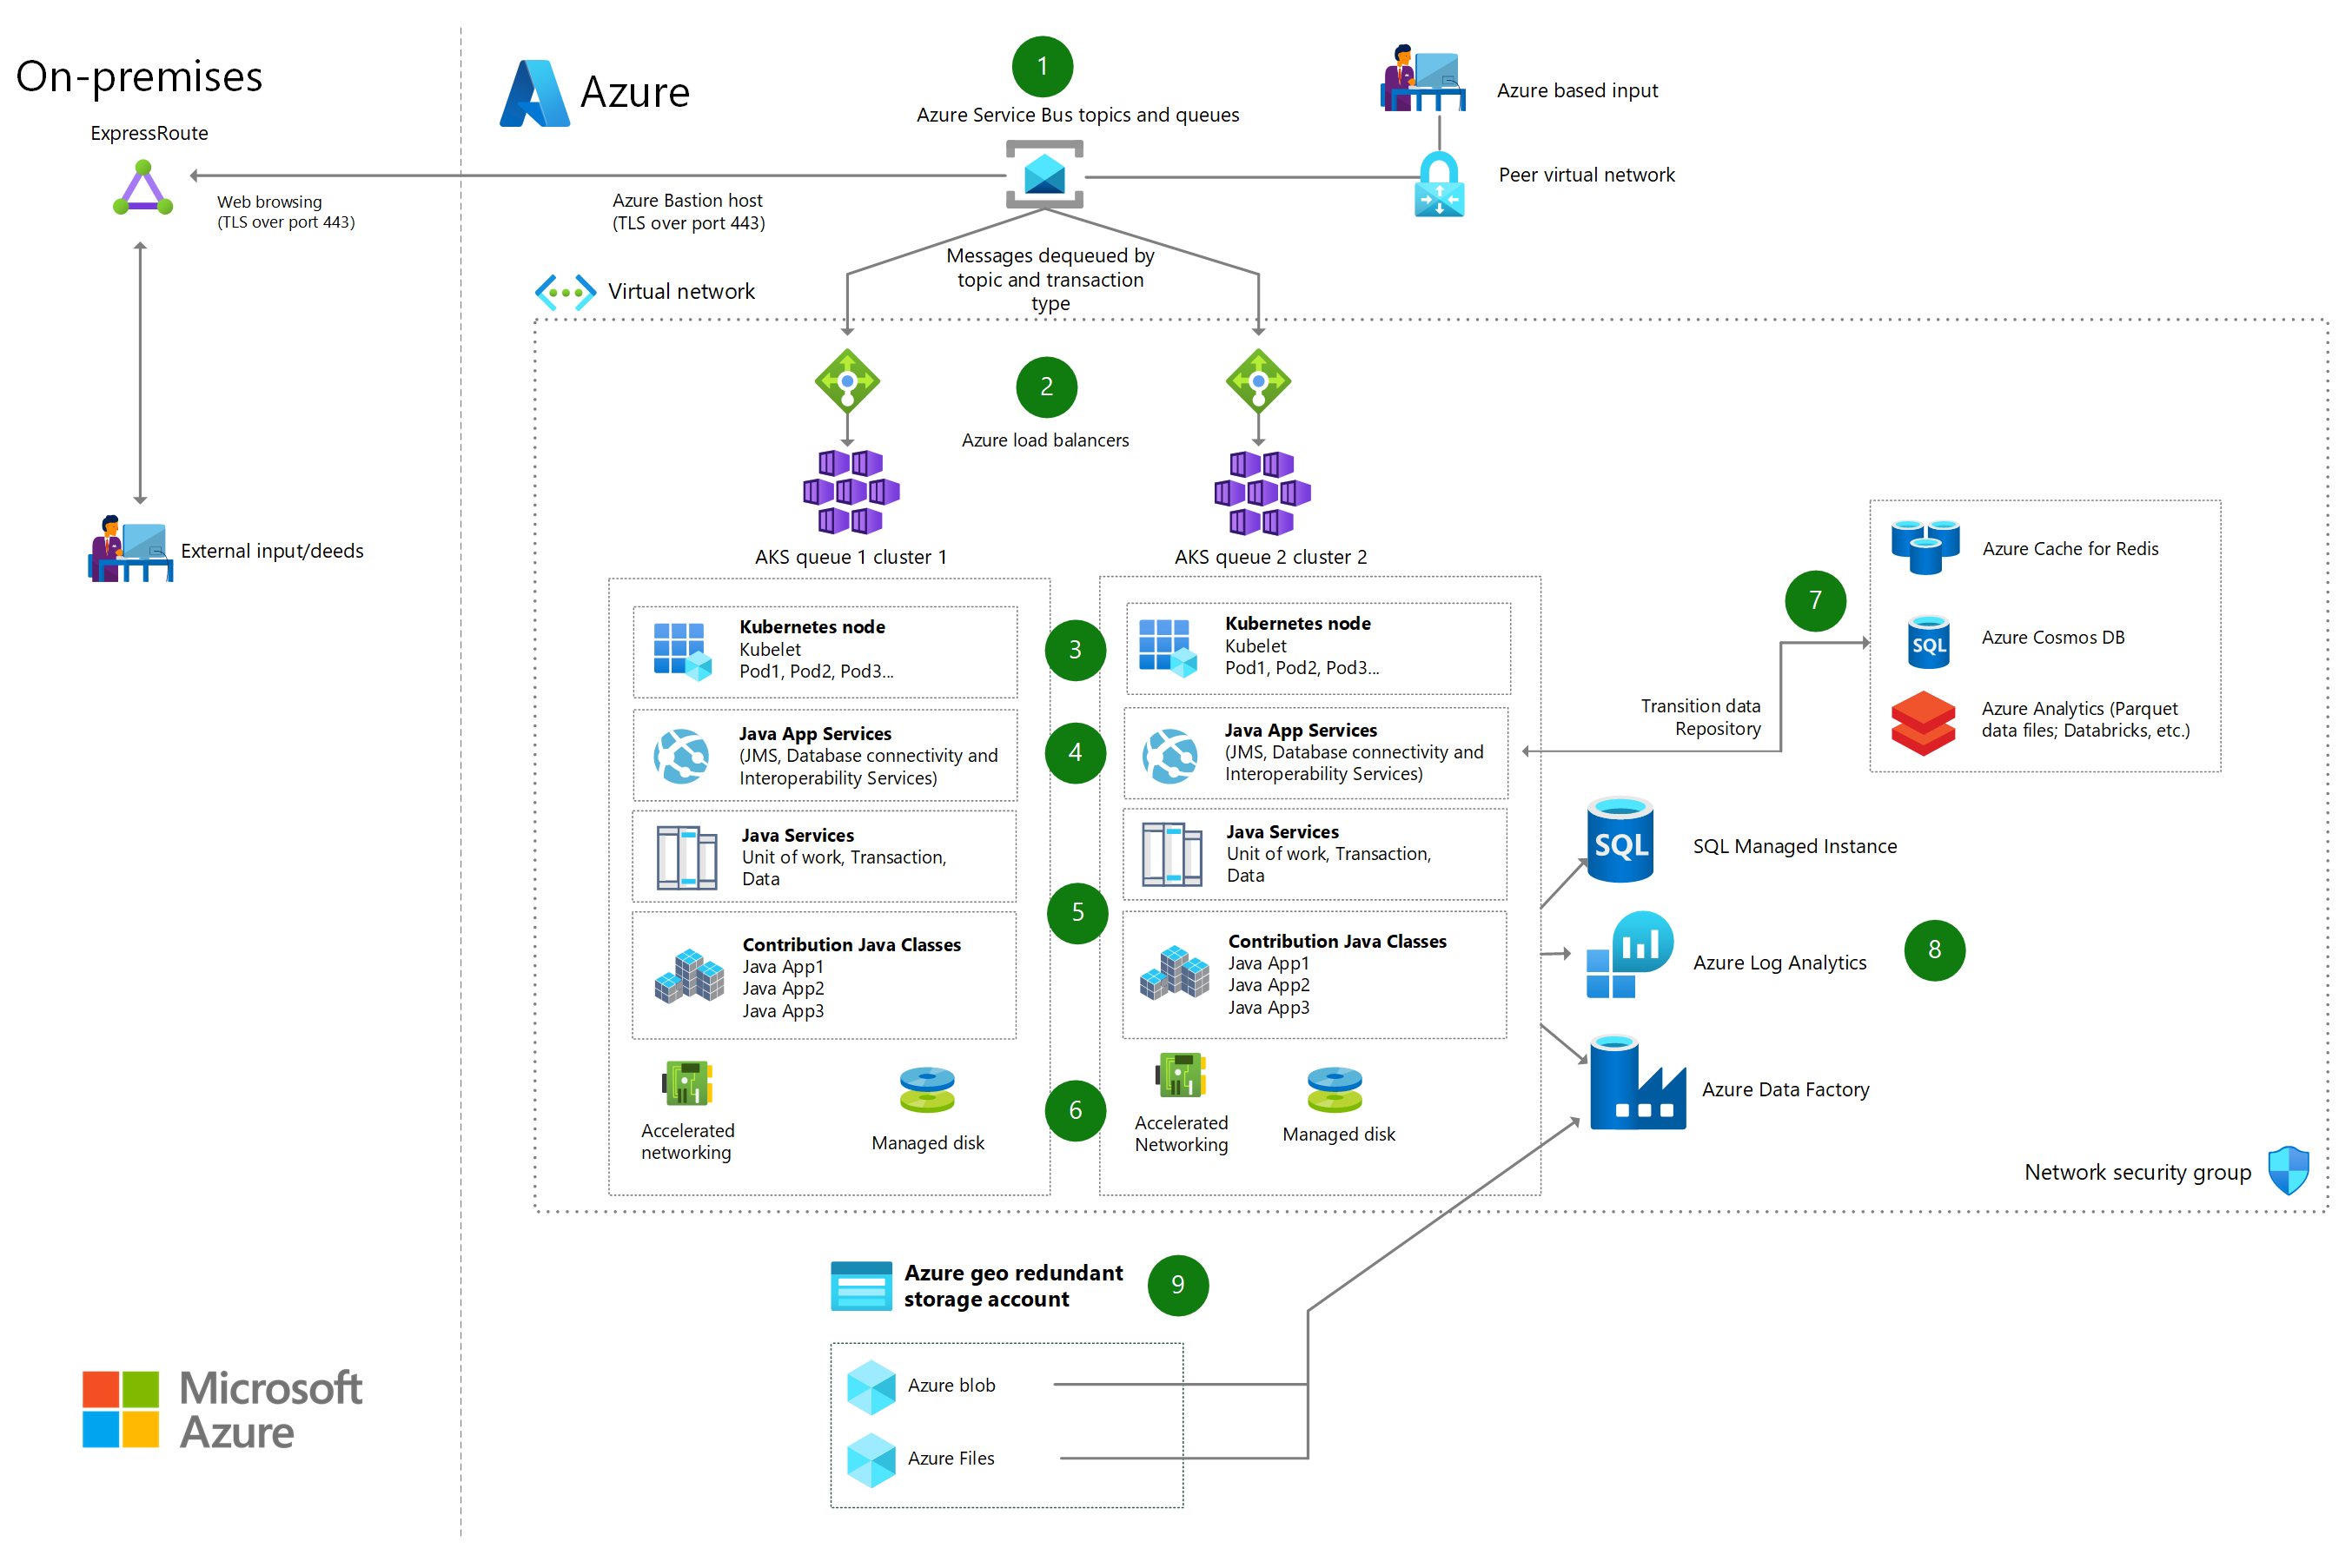 On-premises
ExpressRoute
Web browsing
(TLS over port 443)
External input/deeds
Azure
1
Azure Service Bus topics and queues
Azure Bastion host
(TLS over port 443)
Azure based input
Peer virtual network
Messages dequeued by
topic and transaction
type
Virtual network
2
Azure load balancers
AKS queue 1 cluster 1
Kubernetes node
Kubelet
Pod1, Pod2, Pod3...
Java App Services
(JMS, Database connectivity and
Interoperability Services)
Java Services
Unit of work, Transaction,
Data
Contribution Java Classes
Java App1
Java App2
Java App3
Accelerated
networking
Managed disk
3
4
5
6
AKS queue 2 cluster 2
Kubernetes node
Kubelet
Pod1, Pod2, Pod3...
Java App Services
(JMS, Database connectivity and
Interoperability Services)
Java Services
Unit of work, Transaction,
Data
Contribution Java Classes
Java App1
Java App2
Java App3
Accelerated
Networking
Managed disk
7
Transition data
Repository
Azure Cache for Redis
SQL
Azure Cosmos DB
Azure Analytics (Parquet
data files; Databricks, etc.)
SQL
SQL Managed Instance
Azure Log Analytics
8
Azure Data Factory
Network security group
Azure geo redundant
storage account
9
Azure blob
Azure Files
Microsoft
Azure